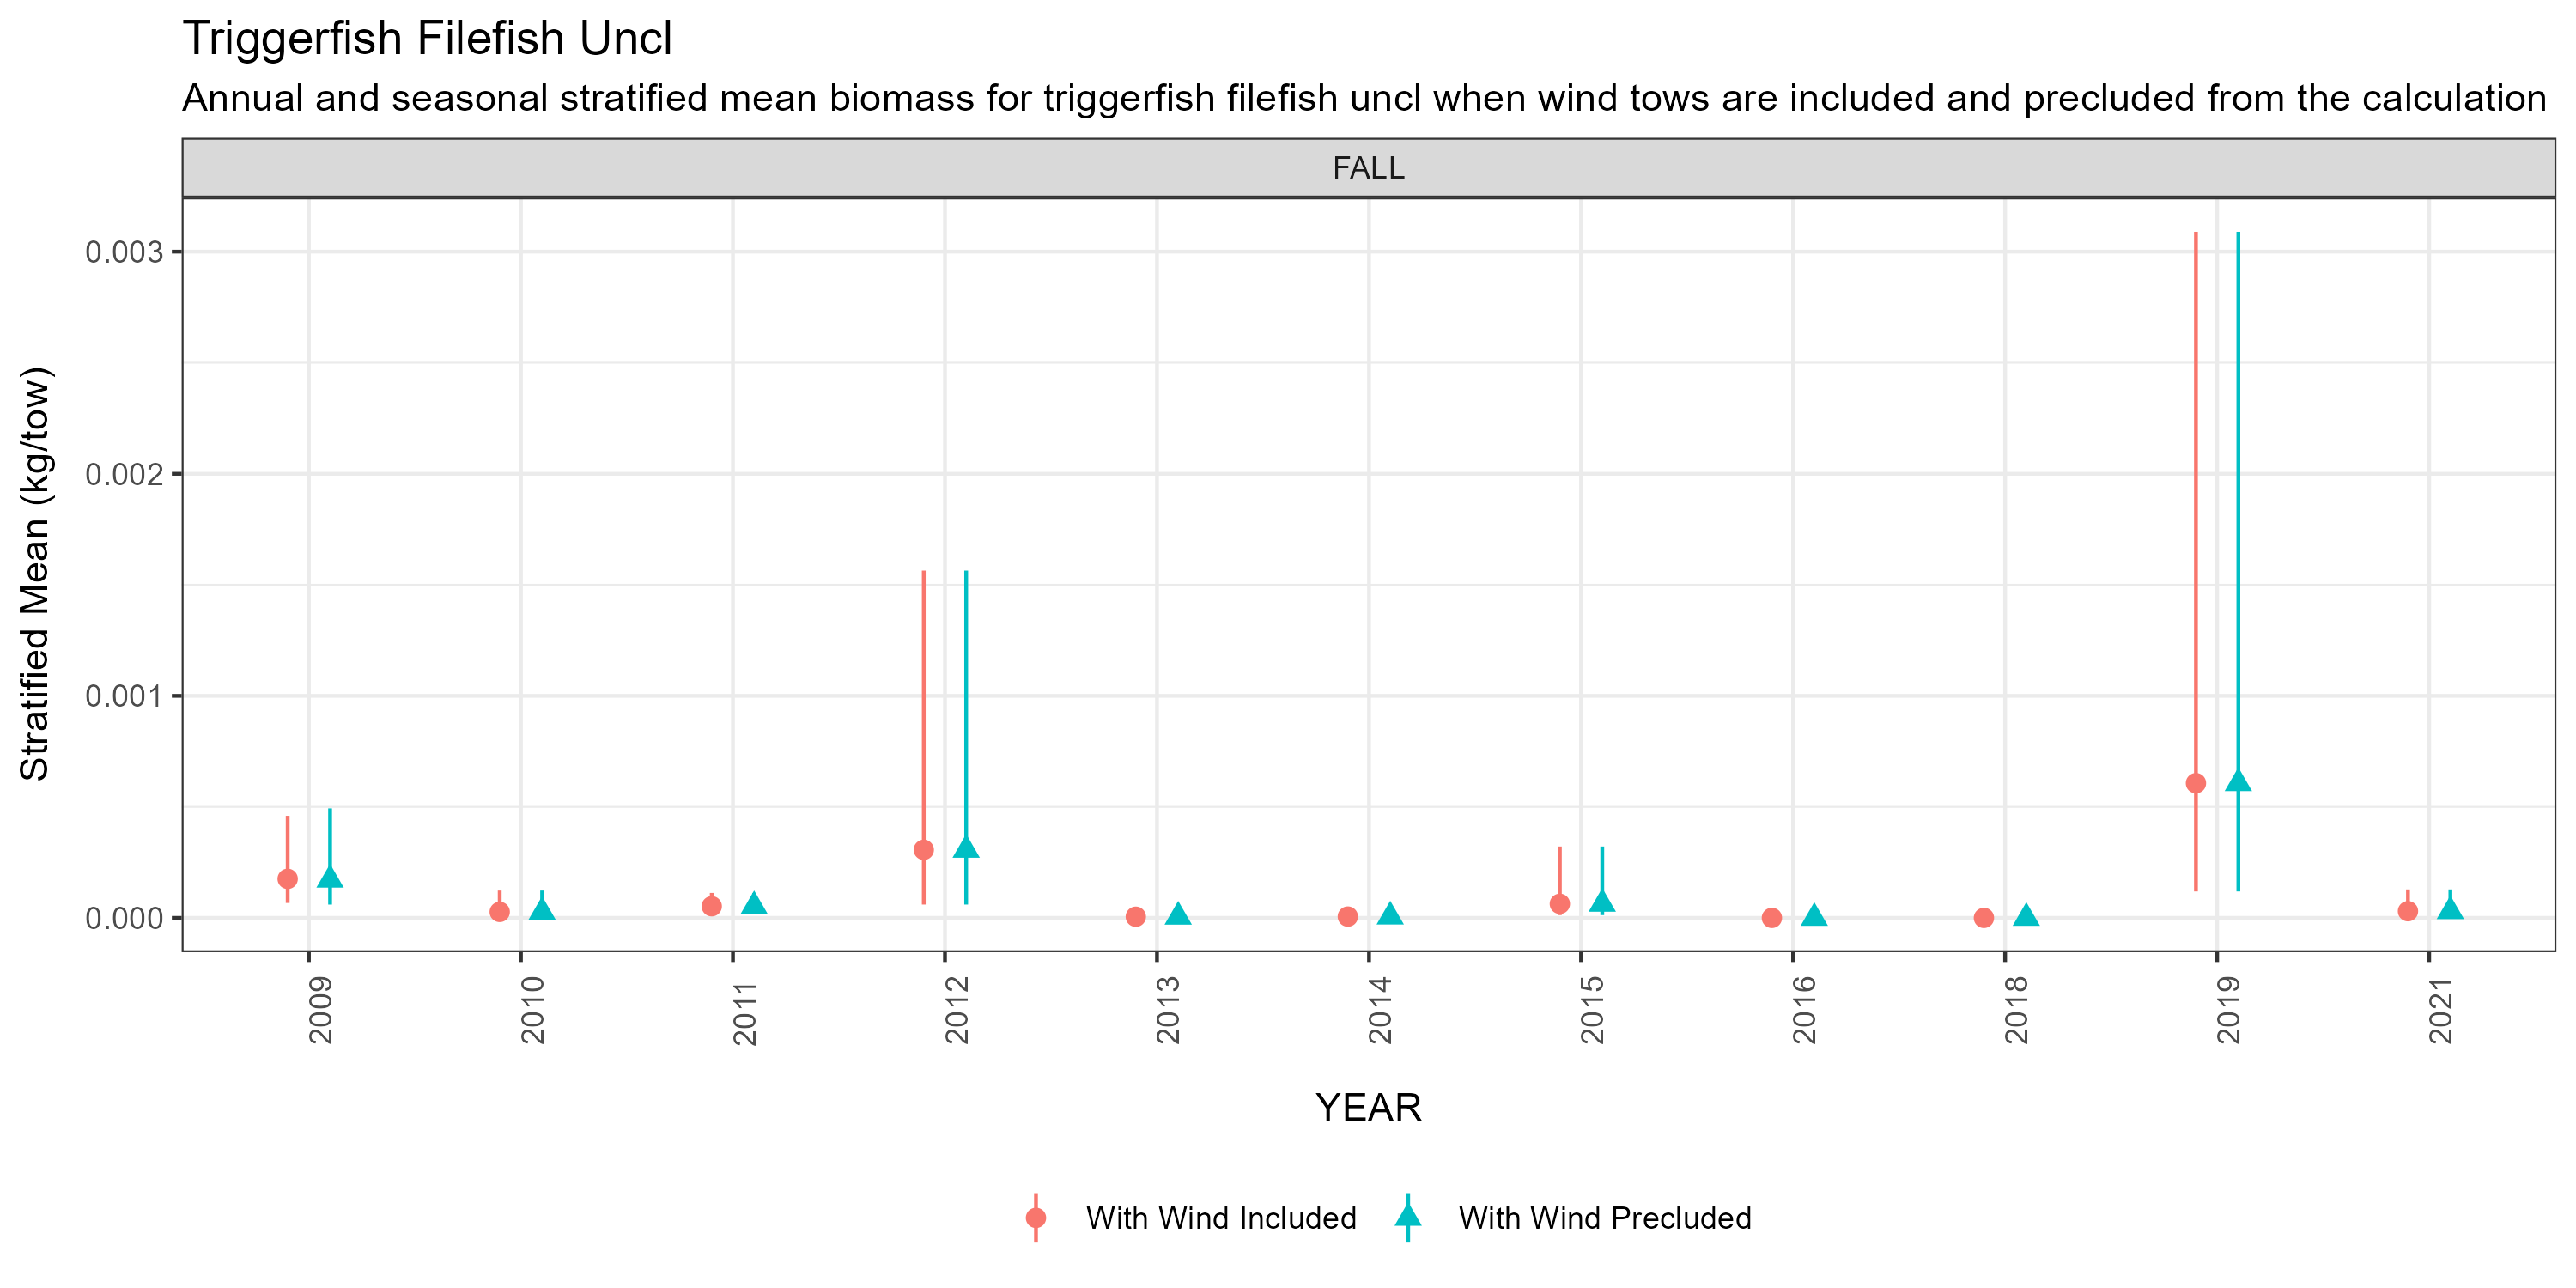 Triggerfish Filefish Uncl
Annual and seasonal stratified mean biomass for triggerfish filefish uncl when wind tows are included and precluded from the calculation
FALL
Stratified Mean (kg/tow)
0.003
0.002
0.001
0.000
2009 2010 2011 2012 2013 2014 2015 2016 2018 2019 2021
YEAR
With Wind Included With Wind Precluded